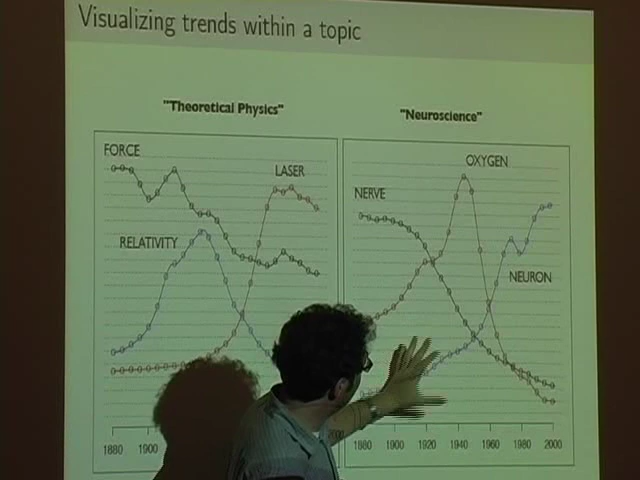 Visualizing trends within a topic
"Theoretical Physics"
"Neuroscience"
FORCE
LASER
RELATIVITY
OXYGEN
NERVE
NEURON
1880 1900
1880 1900 1920 1940 1960 1980 2000